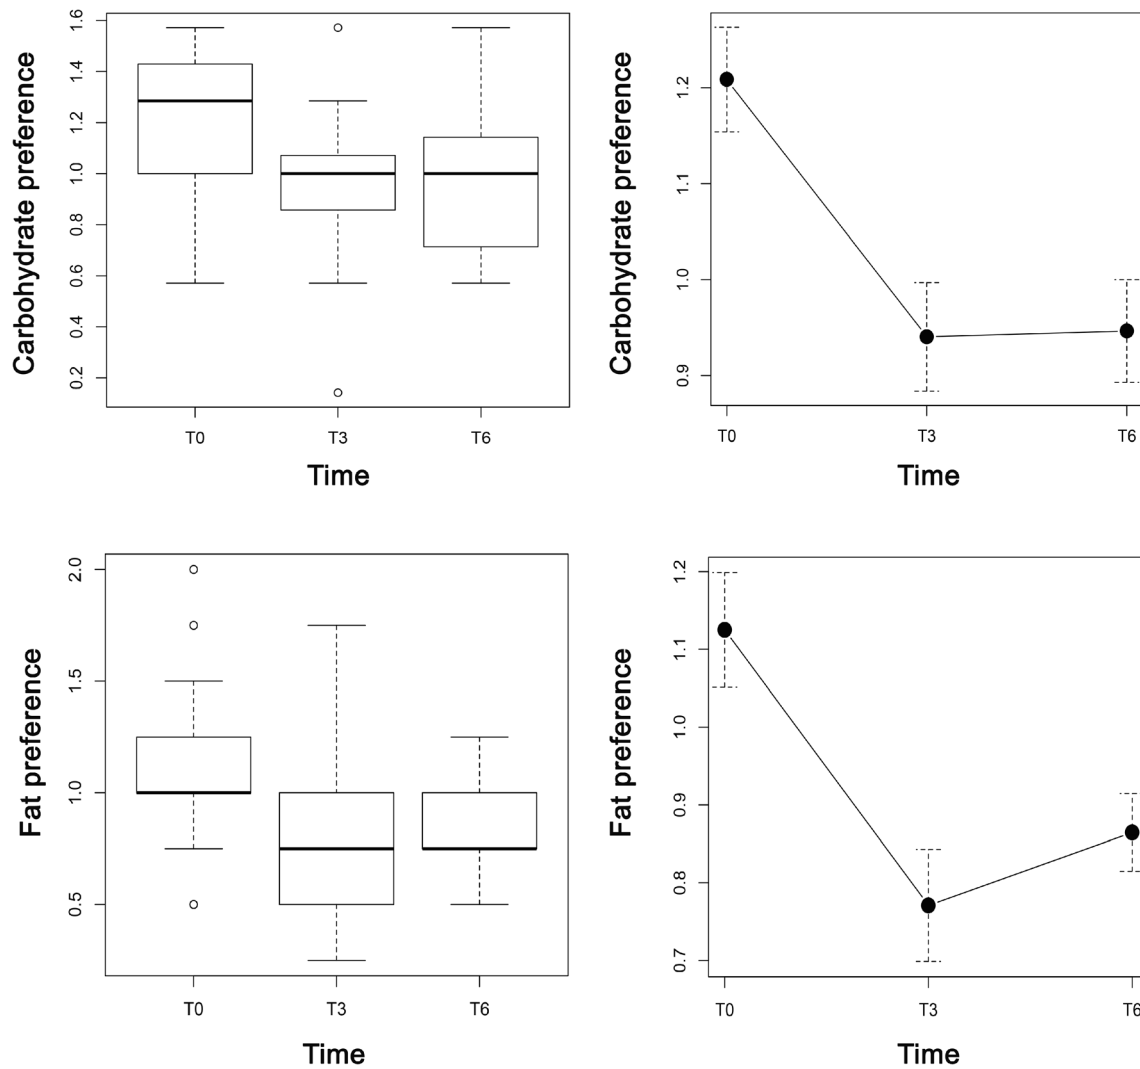 Carbohydrate preference
1.6
1.4
1.2
1.0
0.8
0.6
0.4
0.2
T0
T3
T6
Time
Carbohydrate preference
1.2
1.1
1.0
0.9
T0
T3
T6
Time
Fat preference
2.0
1.5
1.0
0.5
T0
T3
T6
Time
Fat preference
1.2
1.1
1.0
0.9
0.8
0.7
T0
T3
T6
Time